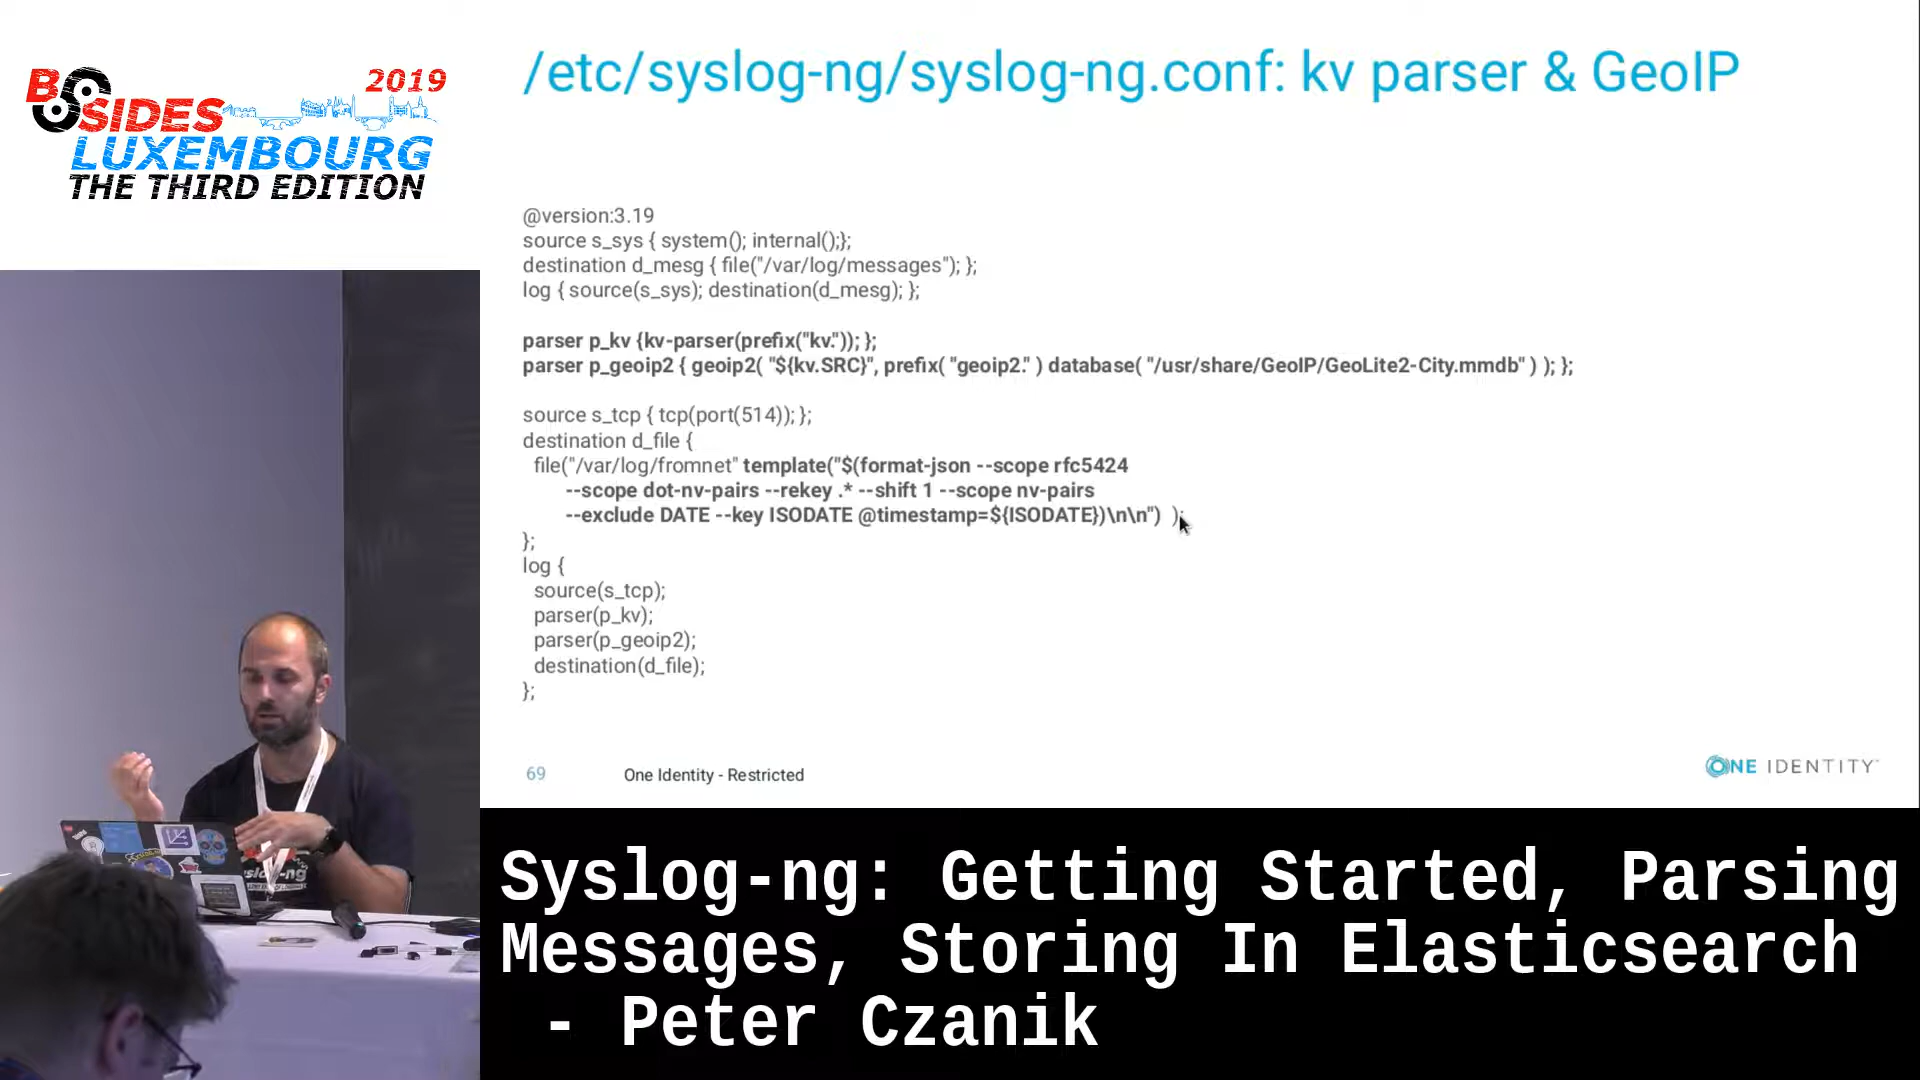 BSIDES 2019
LUXEMBOURG
THE THIRD EDITION
/etc/syslog-ng/syslog-ng.conf: kv parser & GeoIP
@version:3.19
source s_sys { system(); internal();};
destination d_mesg { file("/var/log/messages"); };
log { source(s_sys); destination(d_mesg); };
parser p_kv {kv-parser(prefix("kv.")); };
parser p_geoip2 { geoip2( "${kv.SRC}", prefix( "geoip2." ) database( "/usr/share/GeoIP/GeoLite2-City.mmdb" ) ); };
source s_tcp { tcp(port(514)); };
destination d_file {
file("/var/log/fromnet" template("$(format-json --scope rfc5424
--scope dot-nv-pairs --rekey .* --shift 1 --scope nv-pairs
--exclude DATE --key ISODATE @timestamp=${ISODATE})\n\n") );
};
log {
source(s_tcp);
parser(p_kv);
parser(p_geoip2);
destination(d_file);
};
69 One Identity - Restricted
ONE IDENTITY
Syslog-ng: Getting Started, Parsing
Messages, Storing In Elasticsearch
- Peter Czanik